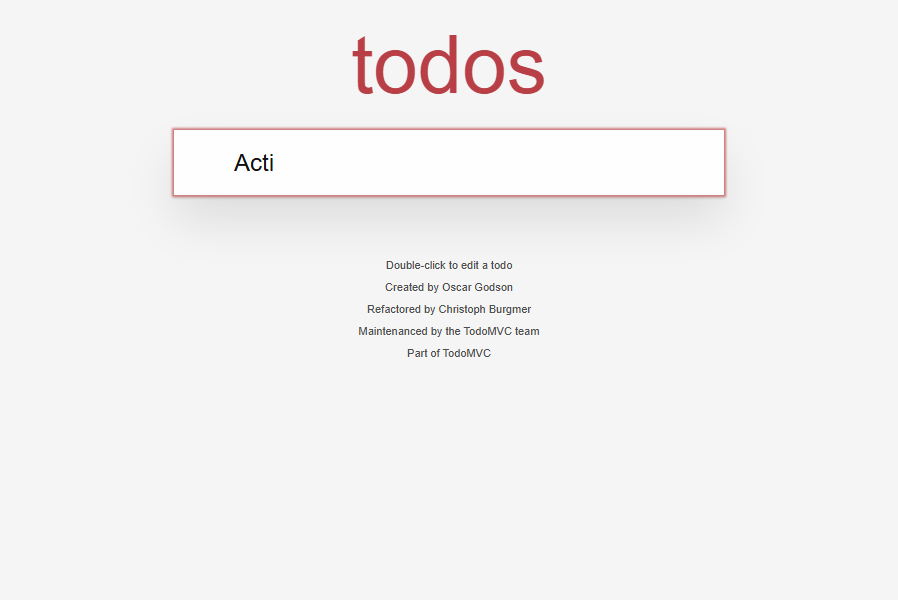 todos
Acti
Double-click to edit a todo
Created by Oscar Godson
Refactored by Christoph Burgmer
Maintenanced by the TodoMVC team
Part of TodoMVC